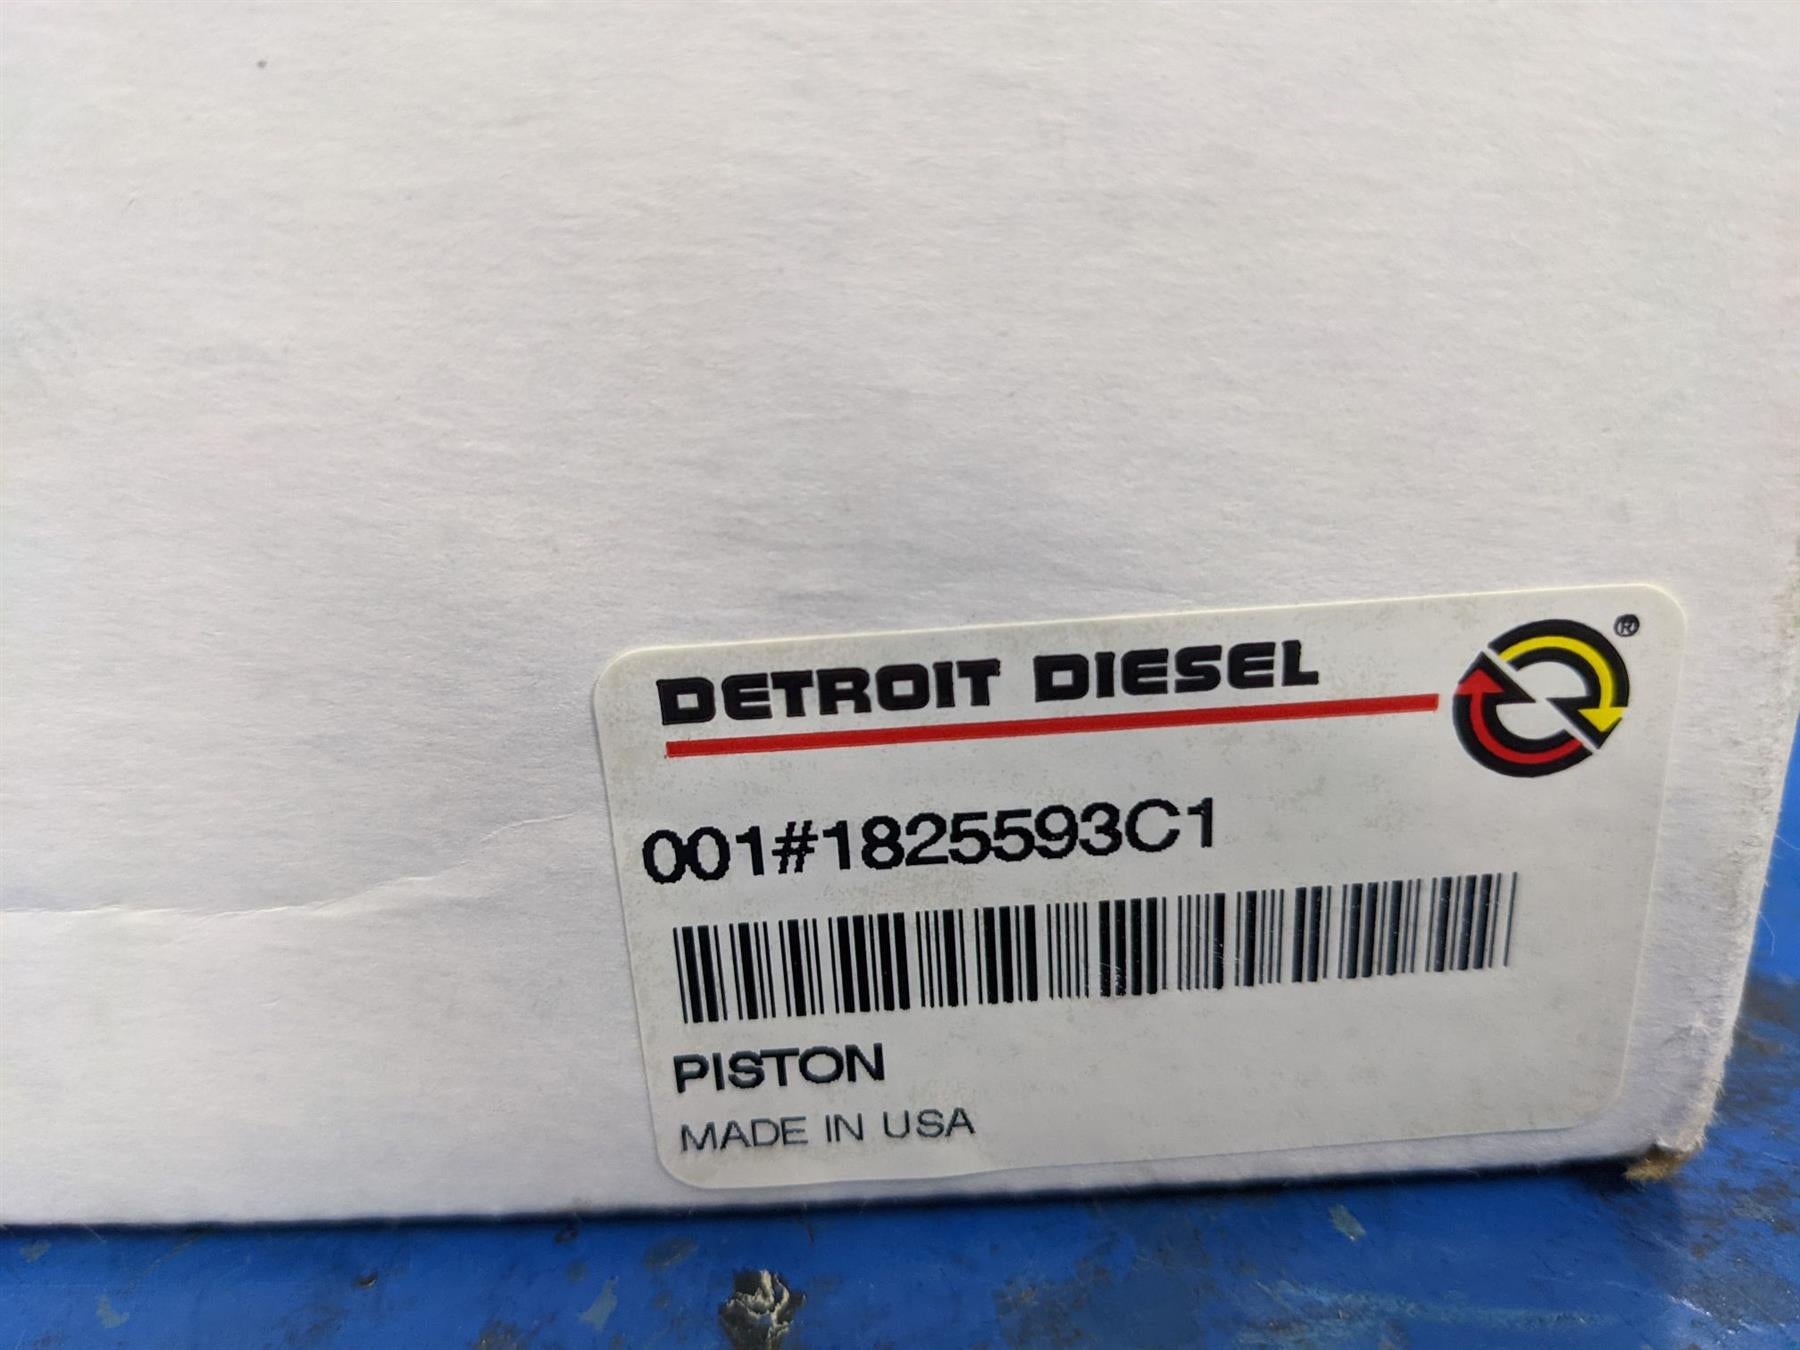 DETROIT DIESEL ®
001#1825593C1
PISTON
MADE IN USA